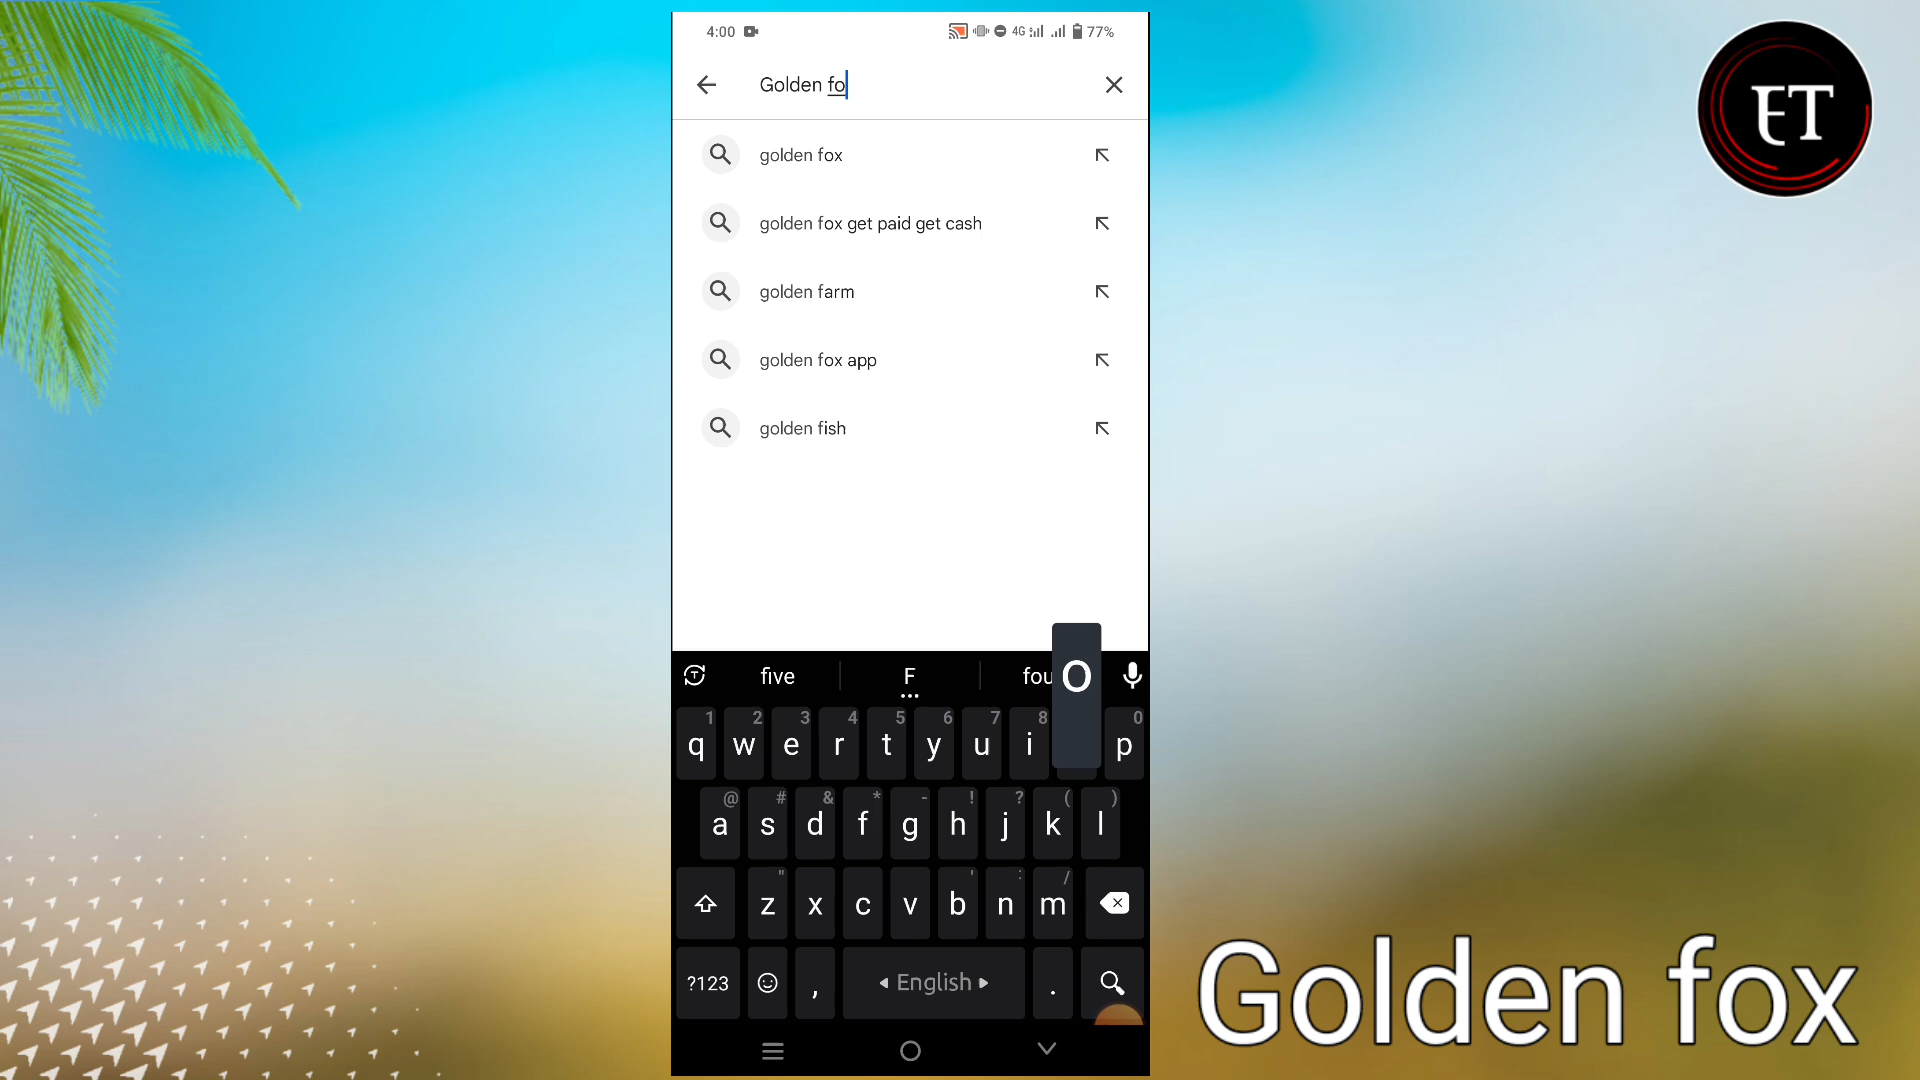 4:00 4G 77%
ET
Golden fo
golden fox
golden fox get paid get cash
golden farm
golden fox app
golden fish
five F fou O
1 2 3 4 5 6 7 8 0
q w e r t y u i p
@ # & * - ! ? ( )
a s d f g h j k l
" ' : /
z x c v b n m
?123 , English .
Golden fox